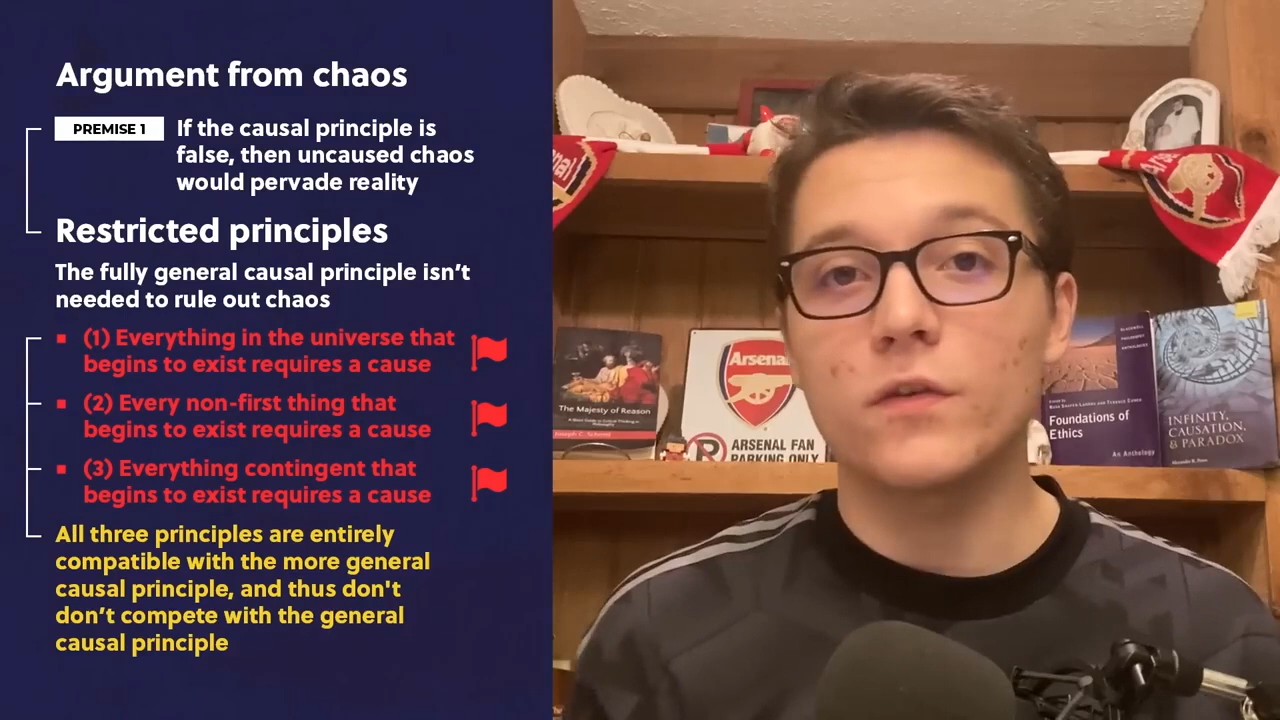 Argument from chaos
PREMISE 1
If the causal principle is
false, then uncaused chaos
would pervade reality
Restricted principles
The fully general causal principle isn't
needed to rule out chaos
(1) Everything in the universe that
begins to exist requires a cause
(2) Every non-first thing that
begins to exist requires a cause
(3) Everything contingent that
begins to exist requires a cause
All three principles are entirely
compatible with the more general
causal principle, and thus don't
don't compete with the general
causal principle
The Majesty of Reason
Joseph C. Schmid
Arsenal
ARSENAL FAN
PARKING ONLY
Foundations of
Ethics
An Anthology
INFINITY,
CAUSATION,
& PARADOX
Alexander R. Pruss